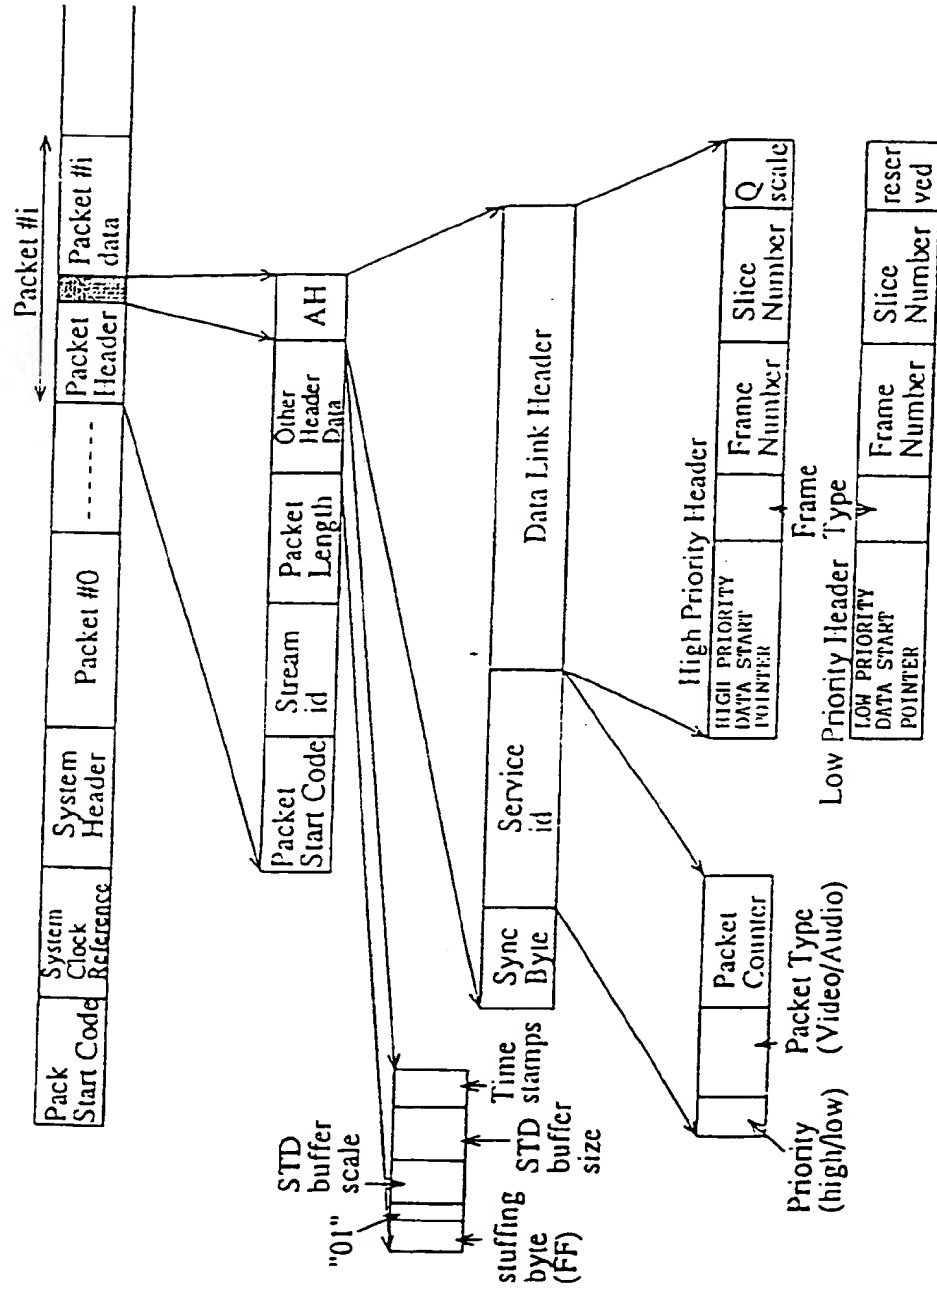 Packet #i
Pack
Start Code
System
Clock
Reference
System
Header
Packet #0
-------
Packet
Header
Packet #i
data
Packet
Start Code
Stream
id
Packet
Length
Other
Header
Data
AH
"01"
STD
buffer
scale
stuffing
byte
(FF)
STD
buffer
size
Time
stamps
Sync
Byte
Service
id
Data Link Header
Packet
Counter
Priority
(high/low)
Packet Type
(Video/Audio)
High Priority Header
HIGH PRIORITY
DATA START
POINTER
Frame
Number
Slice
Number
Q
scale
Frame
Type
Low Priority Header
LOW PRIORITY
DATA START
POINTER
Frame
Number
Slice
Number
reser
ved